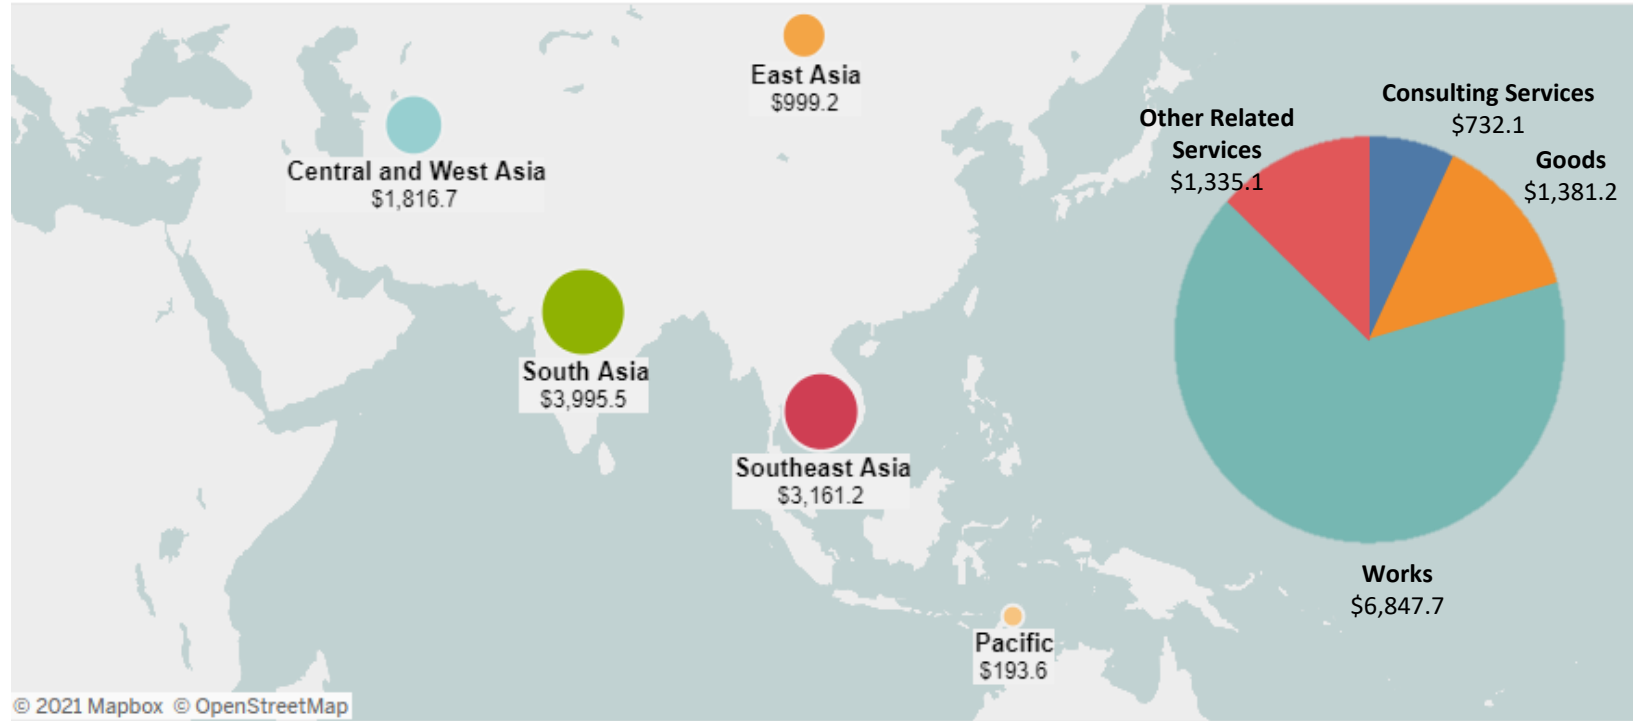 East Asia
$999.2
Central and West Asia
$1,816.7
South Asia
$3,995.5
Southeast Asia
$3,161.2
Pacific
$193.6
Consulting Services
$732.1
Other Related
Services
$1,335.1
Goods
$1,381.2
Works
$6,847.7
© 2021 Mapbox © OpenStreetMap